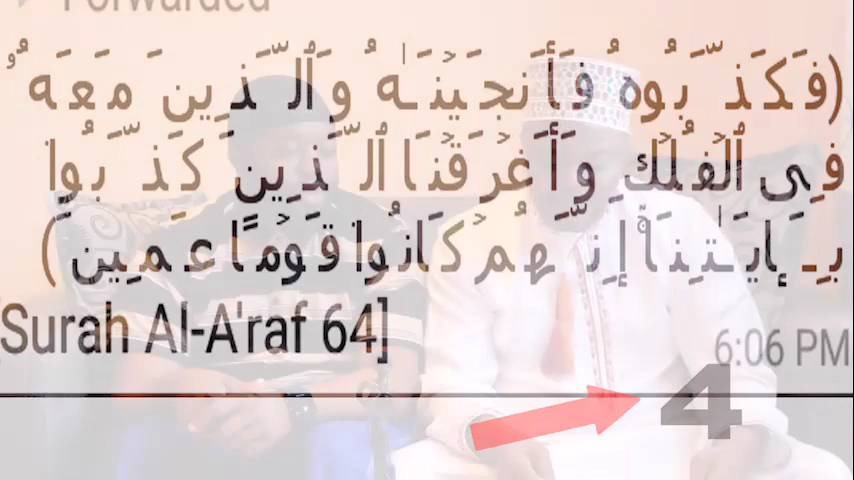 Forwarded
(فَكَذَّبُوهُ فَأَنجَيْنَـٰهُ وَٱلَّذِينَ مَعَهُۥ
فِى ٱلْفُلْكِ وَأَغْرَقْنَا ٱلَّذِينَ كَذَّبُوا۟
بِـَٔايَـٰتِنَآ ۚ إِنَّهُمْ كَانُوا۟ قَوْمًا عَمِينَ)
[Surah Al-A'raf 64]
6:06 PM
4